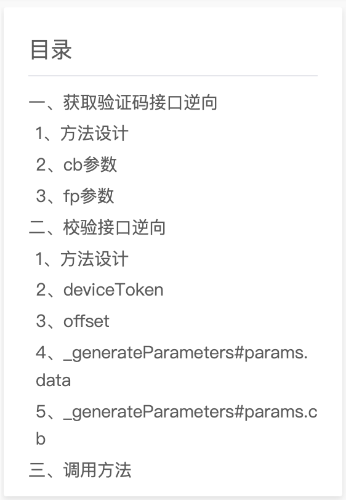 目录
一、获取验证码接口逆向
1、方法设计
2、cb参数
3、fp参数
二、校验接口逆向
1、方法设计
2、deviceToken
3、offset
4、_generateParameters#params.
data
5、_generateParameters#params.c
b
三、调用方法